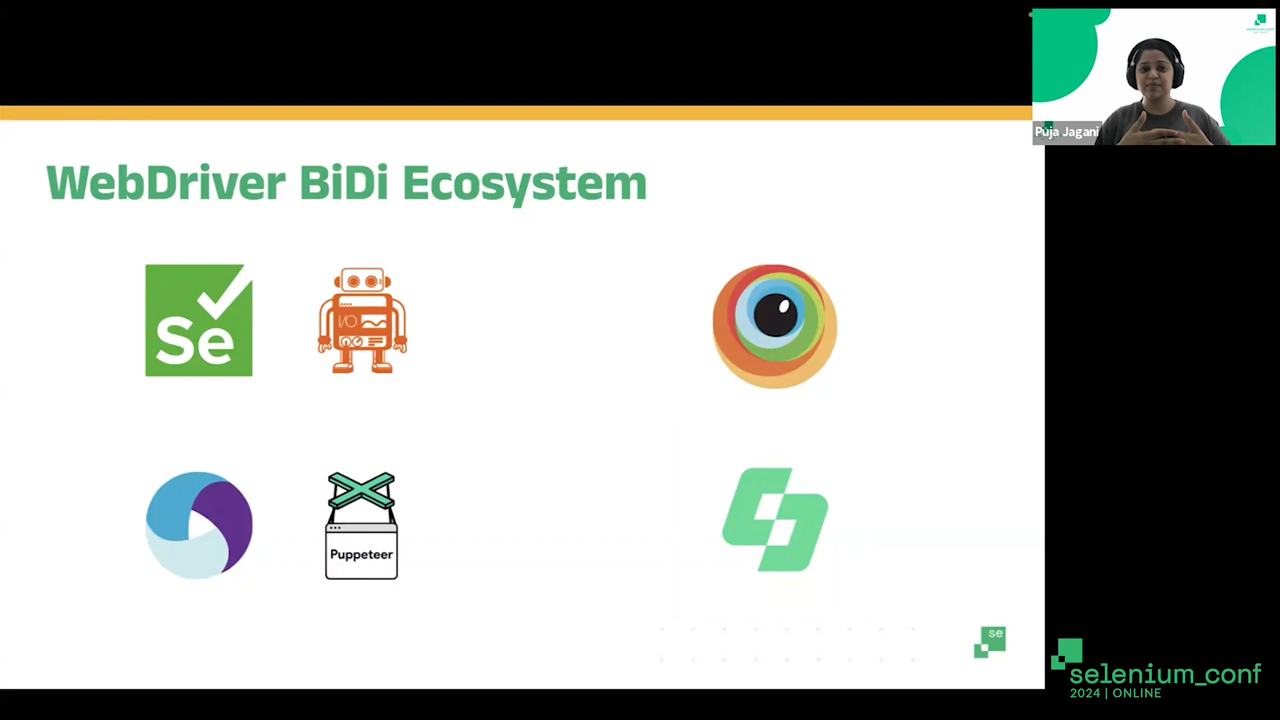 Puja Jagani
WebDriver BiDi Ecosystem
Se
I/O
Puppeteer
se
selenium_conf
2024 | ONLINE